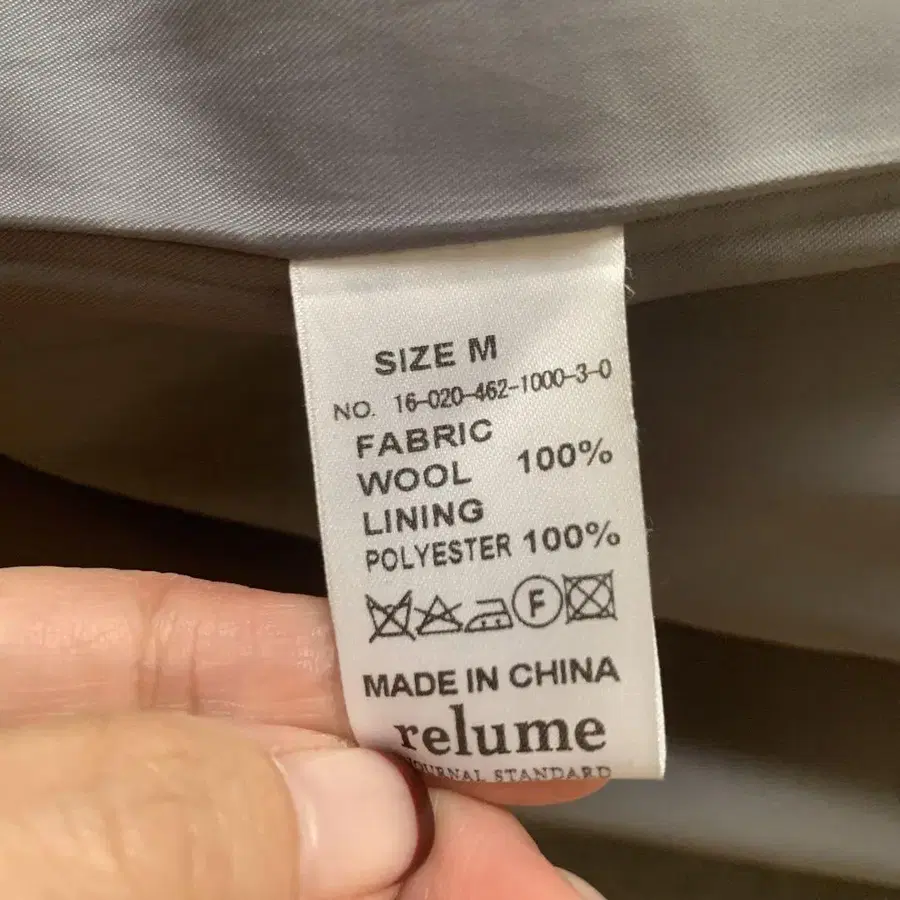 SIZE M
NO. 16-020-462-1000-3-0
FABRIC
WOOL 100%
LINING
POLYESTER 100%
F
MADE IN CHINA
relume
JOURNAL STANDARD